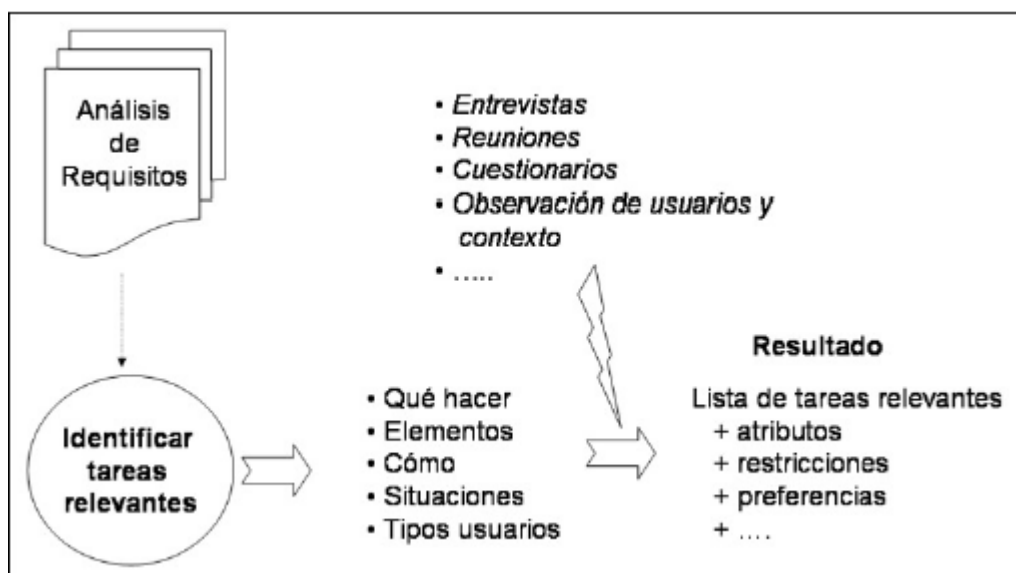 Análisis
de
Requisitos
• Entrevistas
• Reuniones
• Cuestionarios
• Observación de usuarios y
contexto
• .....
Identificar
tareas
relevantes
• Qué hacer
• Elementos
• Cómo
• Situaciones
• Tipos usuarios
Resultado
Lista de tareas relevantes
+ atributos
+ restricciones
+ preferencias
+ ....